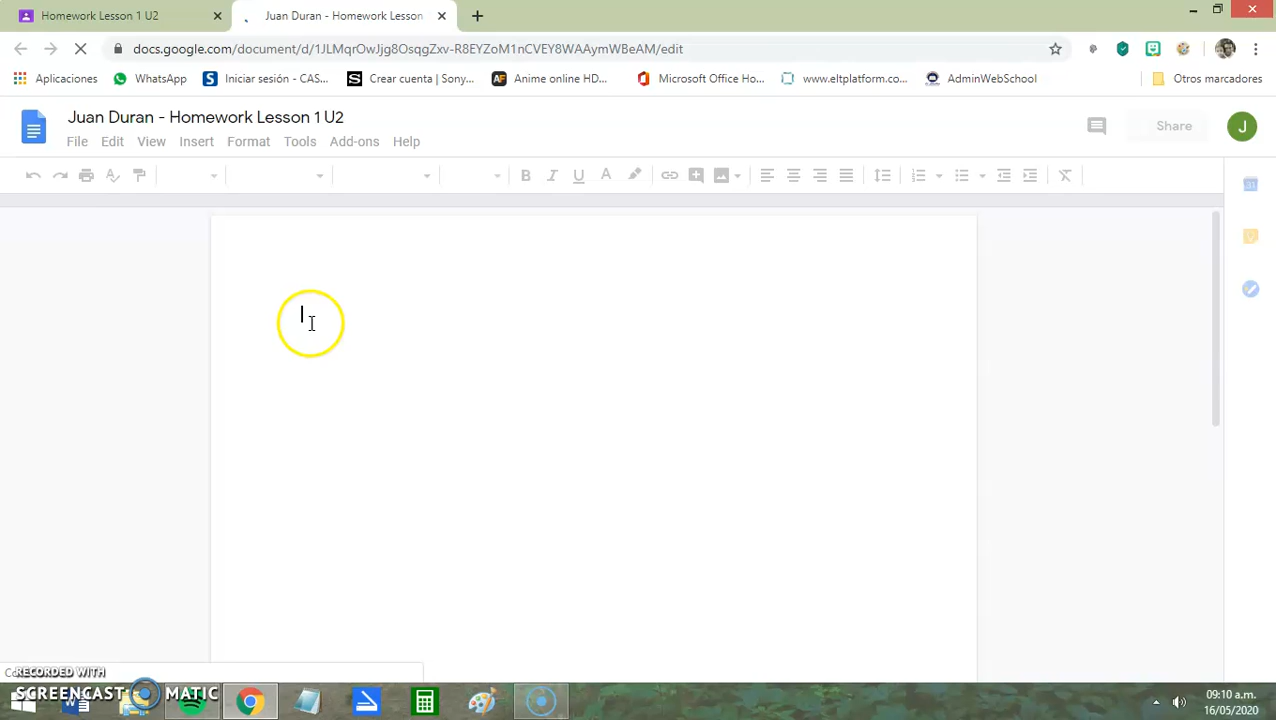 Homework Lesson 1 U2
Juan Duran - Homework Lesson
docs.google.com/document/d/1JLMqrOwJjg8OsqgZxv-R8EYZoM1nCVEY8WAAymWBeAM/edit
Aplicaciones WhatsApp Iniciar sesión - CAS... Crear cuenta | Sony... Anime online HD... Microsoft Office Ho... www.eltplatform.co... AdminWebSchool Otros marcadores
Juan Duran - Homework Lesson 1 U2
File Edit View Insert Format Tools Add-ons Help
Share
J
RECORDED WITH
SCREENCAST MATIC
09:10 a.m.
16/05/2020